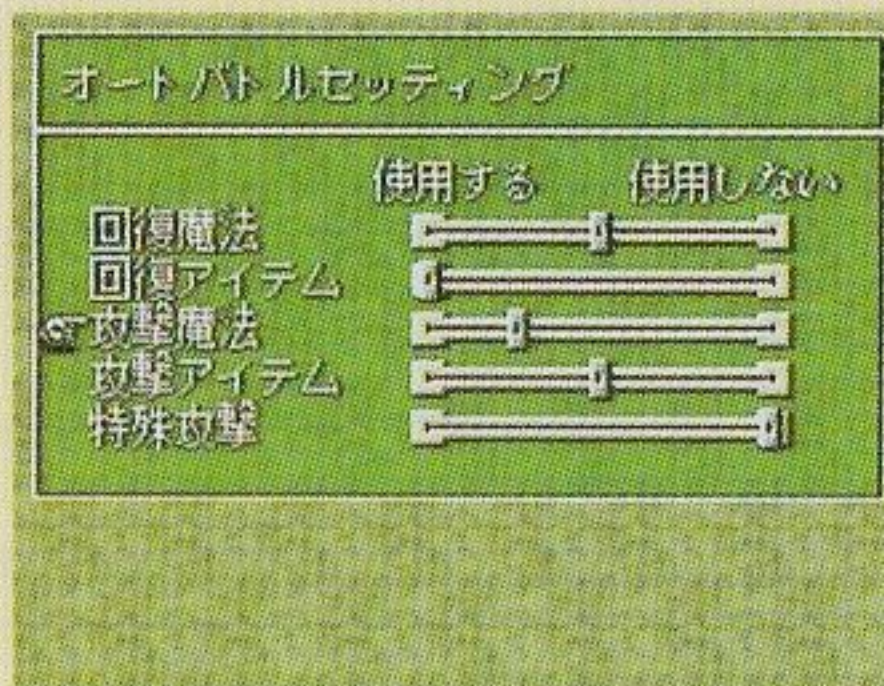 オートバトルセッティング
使用する 使用しない
回復魔法
回復アイテム
攻撃魔法
攻撃アイテム
特殊攻撃